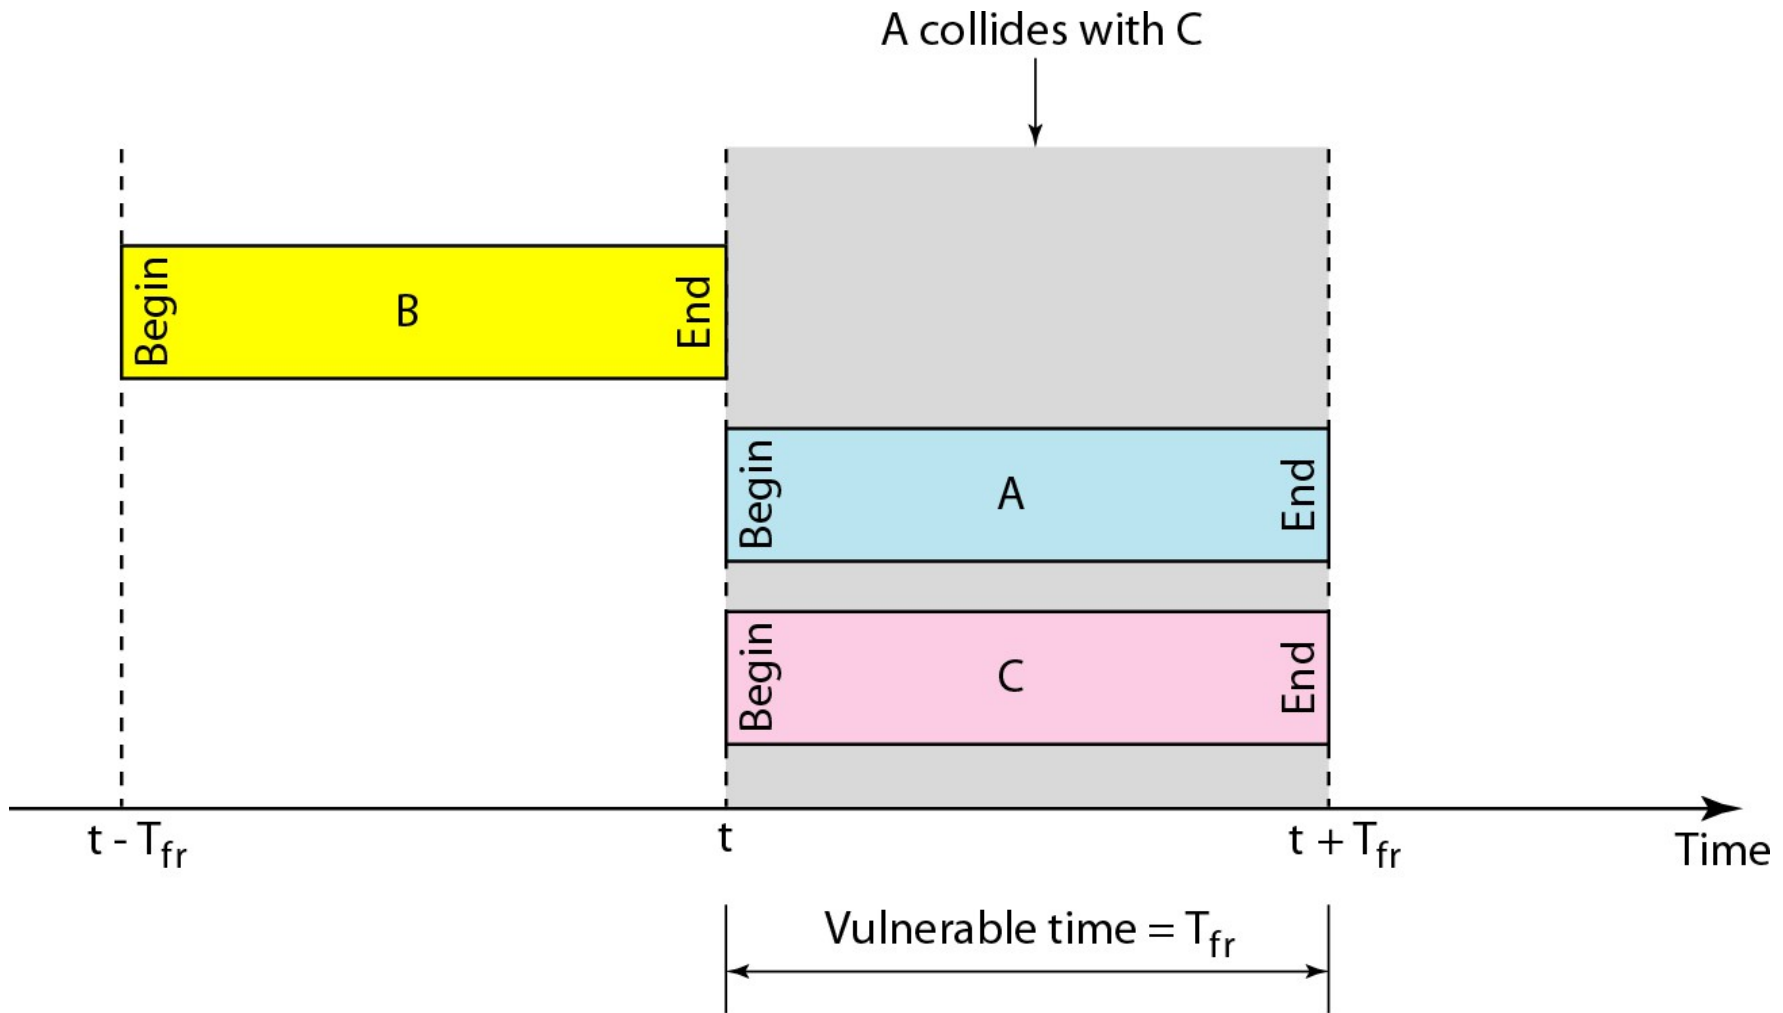 A collides with C
Begin
B
End
Begin
A
End
Begin
C
End
t - Tfr
t
t + Tfr
Time
Vulnerable time = Tfr